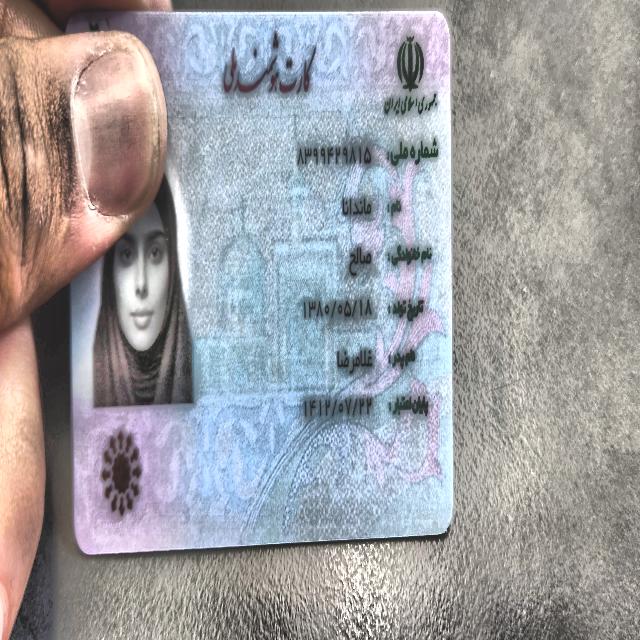 کارت هوشمند ملی
جمهوری اسلامی ایران
شماره ملی: ۸۳۹۹۴۲۹۸۱۵
نام: ماندانا
نام خانوادگی: صالح
تاریخ تولد: ۱۳۸۰/۰۵/۱۸
نام پدر: غلامرضا
پایان اعتبار: ۱۴۱۲/۰۷/۲۲